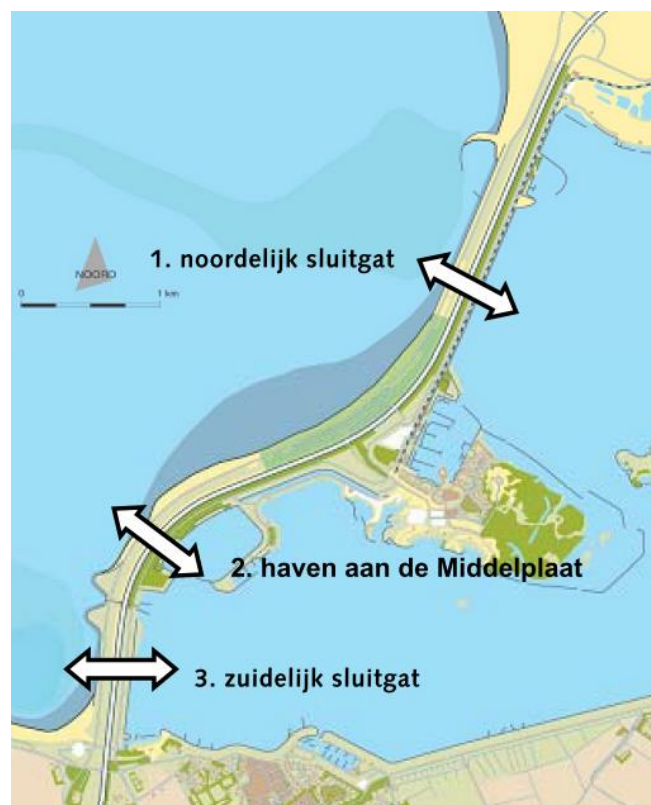 1. noordelijk sluitgat
NOORD
0 1 km
2. haven aan de Middelplaat
3. zuidelijk sluitgat